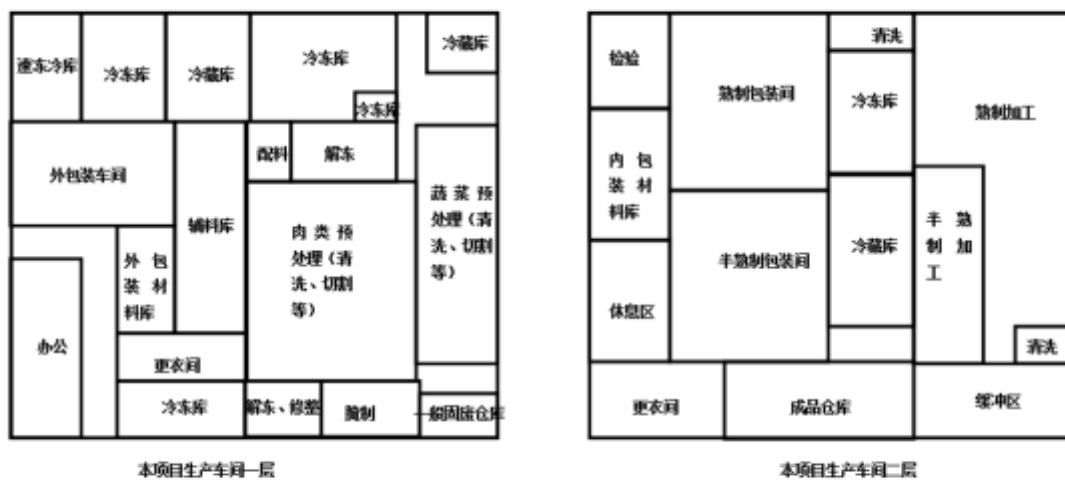 速冻冷库
冷冻库
冷藏库
冷冻库
冷藏库
冷冻库
外包装车间
辅料库
配料
解冻
蔬菜预
处理（清
洗、切割
等）
肉类预
处理（清
洗、切割
等）
外包
装材
料库
办公
更衣间
冷冻库
解冻、修整
腌制
一般固废仓库
本项目生产车间一层
检验
熟制包装间
清洗
冷冻库
熟制加工
内包
装材
料库
半熟制包装间
冷藏库
半熟
制加
工
休息区
清洗
更衣间
成品仓库
缓冲区
本项目生产车间二层